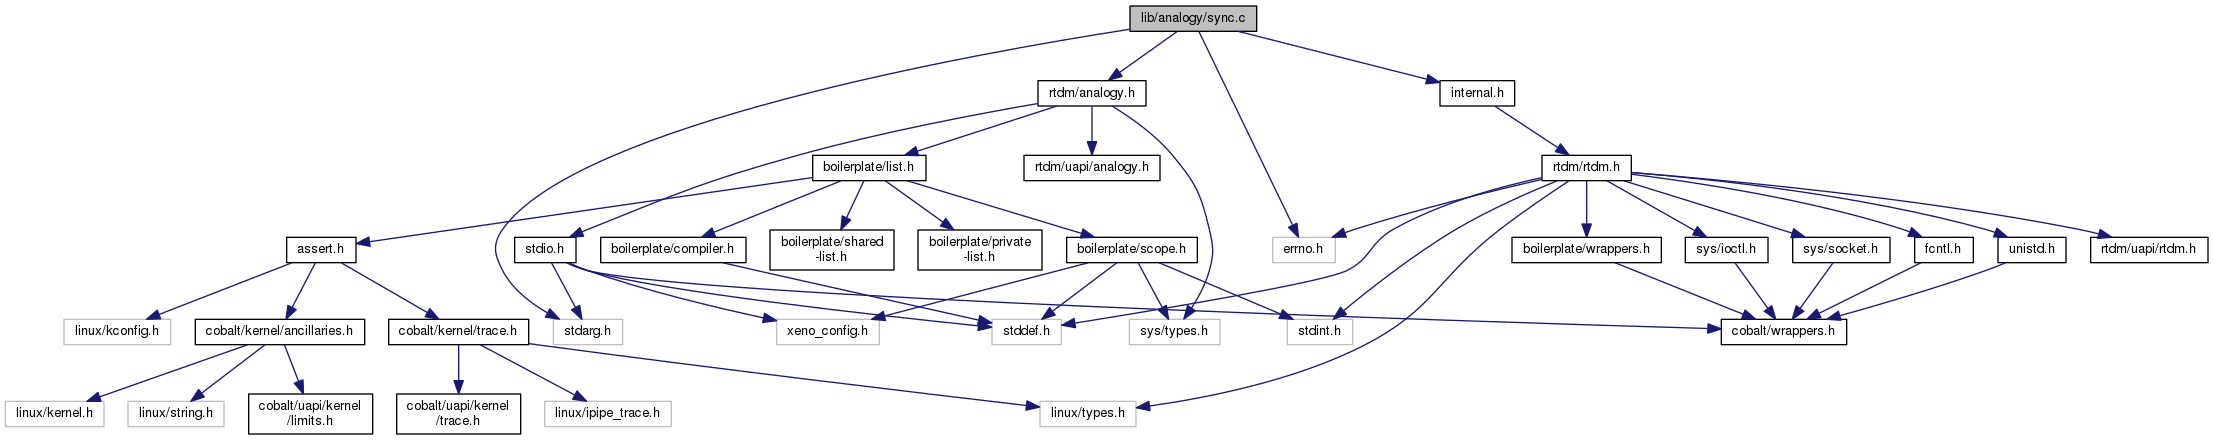 lib/analogy/sync.c
rtdm/analogy.h
internal.h
boilerplate/list.h
rtdm/uapi/analogy.h
rtdm/rtdm.h
assert.h
stdio.h
boilerplate/compiler.h
boilerplate/shared
-list.h
boilerplate/private
-list.h
boilerplate/scope.h
errno.h
boilerplate/wrappers.h
sys/ioctl.h
sys/socket.h
fcntl.h
unistd.h
rtdm/uapi/rtdm.h
linux/kconfig.h
cobalt/kernel/ancillaries.h
cobalt/kernel/trace.h
stdarg.h
xeno_config.h
stddef.h
sys/types.h
stdint.h
cobalt/wrappers.h
linux/kernel.h
linux/string.h
cobalt/uapi/kernel
/limits.h
cobalt/uapi/kernel
/trace.h
linux/ipipe_trace.h
linux/types.h